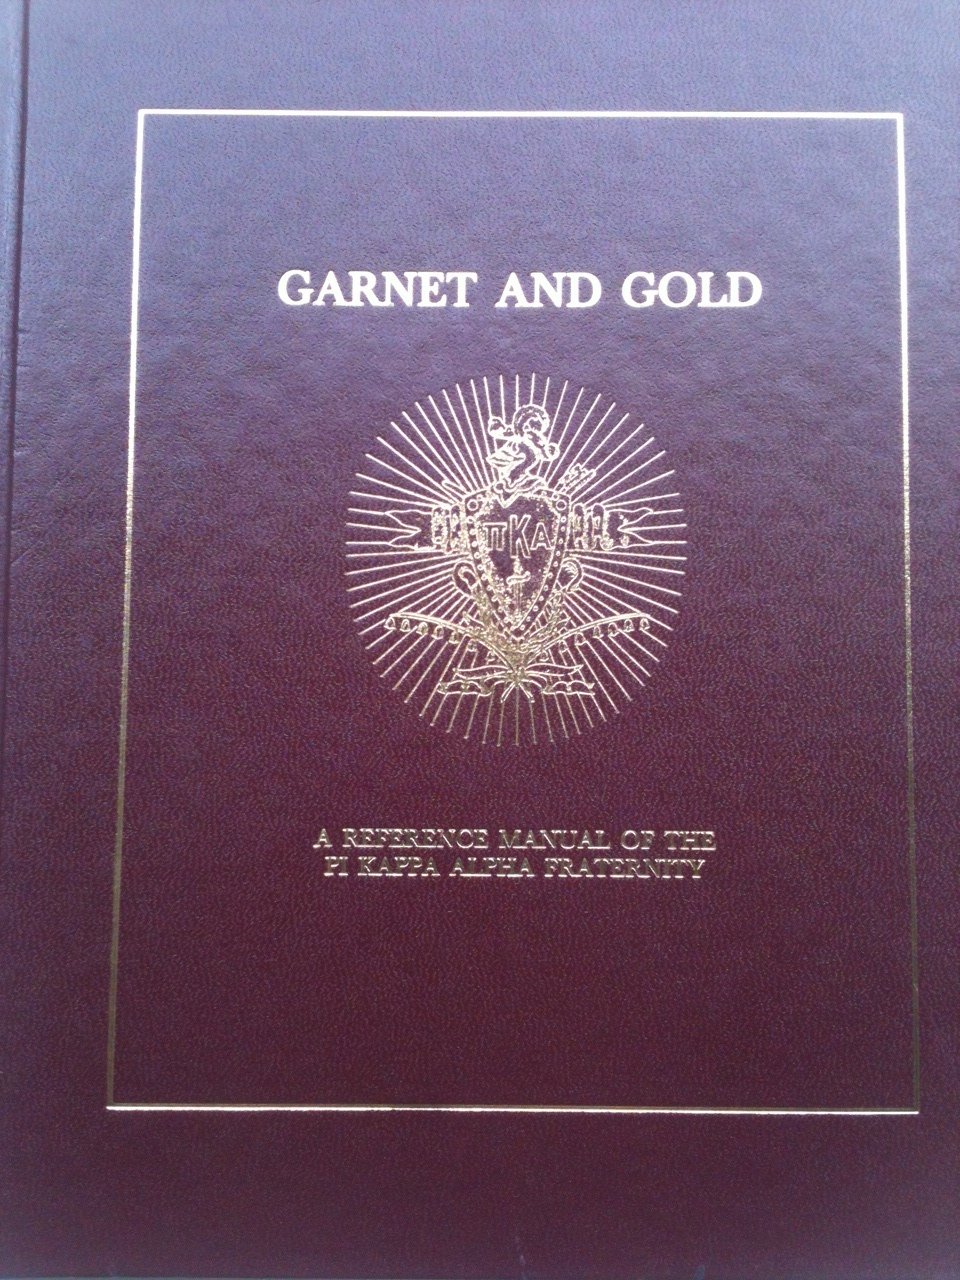 GARNET AND GOLD
ΠΚΑ
A REFERENCE MANUAL OF THE
PI KAPPA ALPHA FRATERNITY